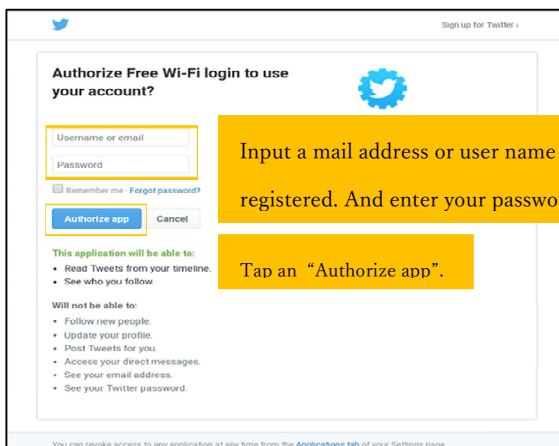 Sign up for Twitter ›
Authorize Free Wi-Fi login to use
your account?
Username or email
Password
Remember me · Forgot password?
Authorize app
Cancel
Input a mail address or user name
registered. And enter your passwo
Tap an “Authorize app”.
This application will be able to:
• Read Tweets from your timeline.
• See who you follow.
Will not be able to:
• Follow new people.
• Update your profile.
• Post Tweets for you.
• Access your direct messages.
• See your email address.
• See your Twitter password.
You can revoke access to any application at any time from the Applications tab of your Settings page.